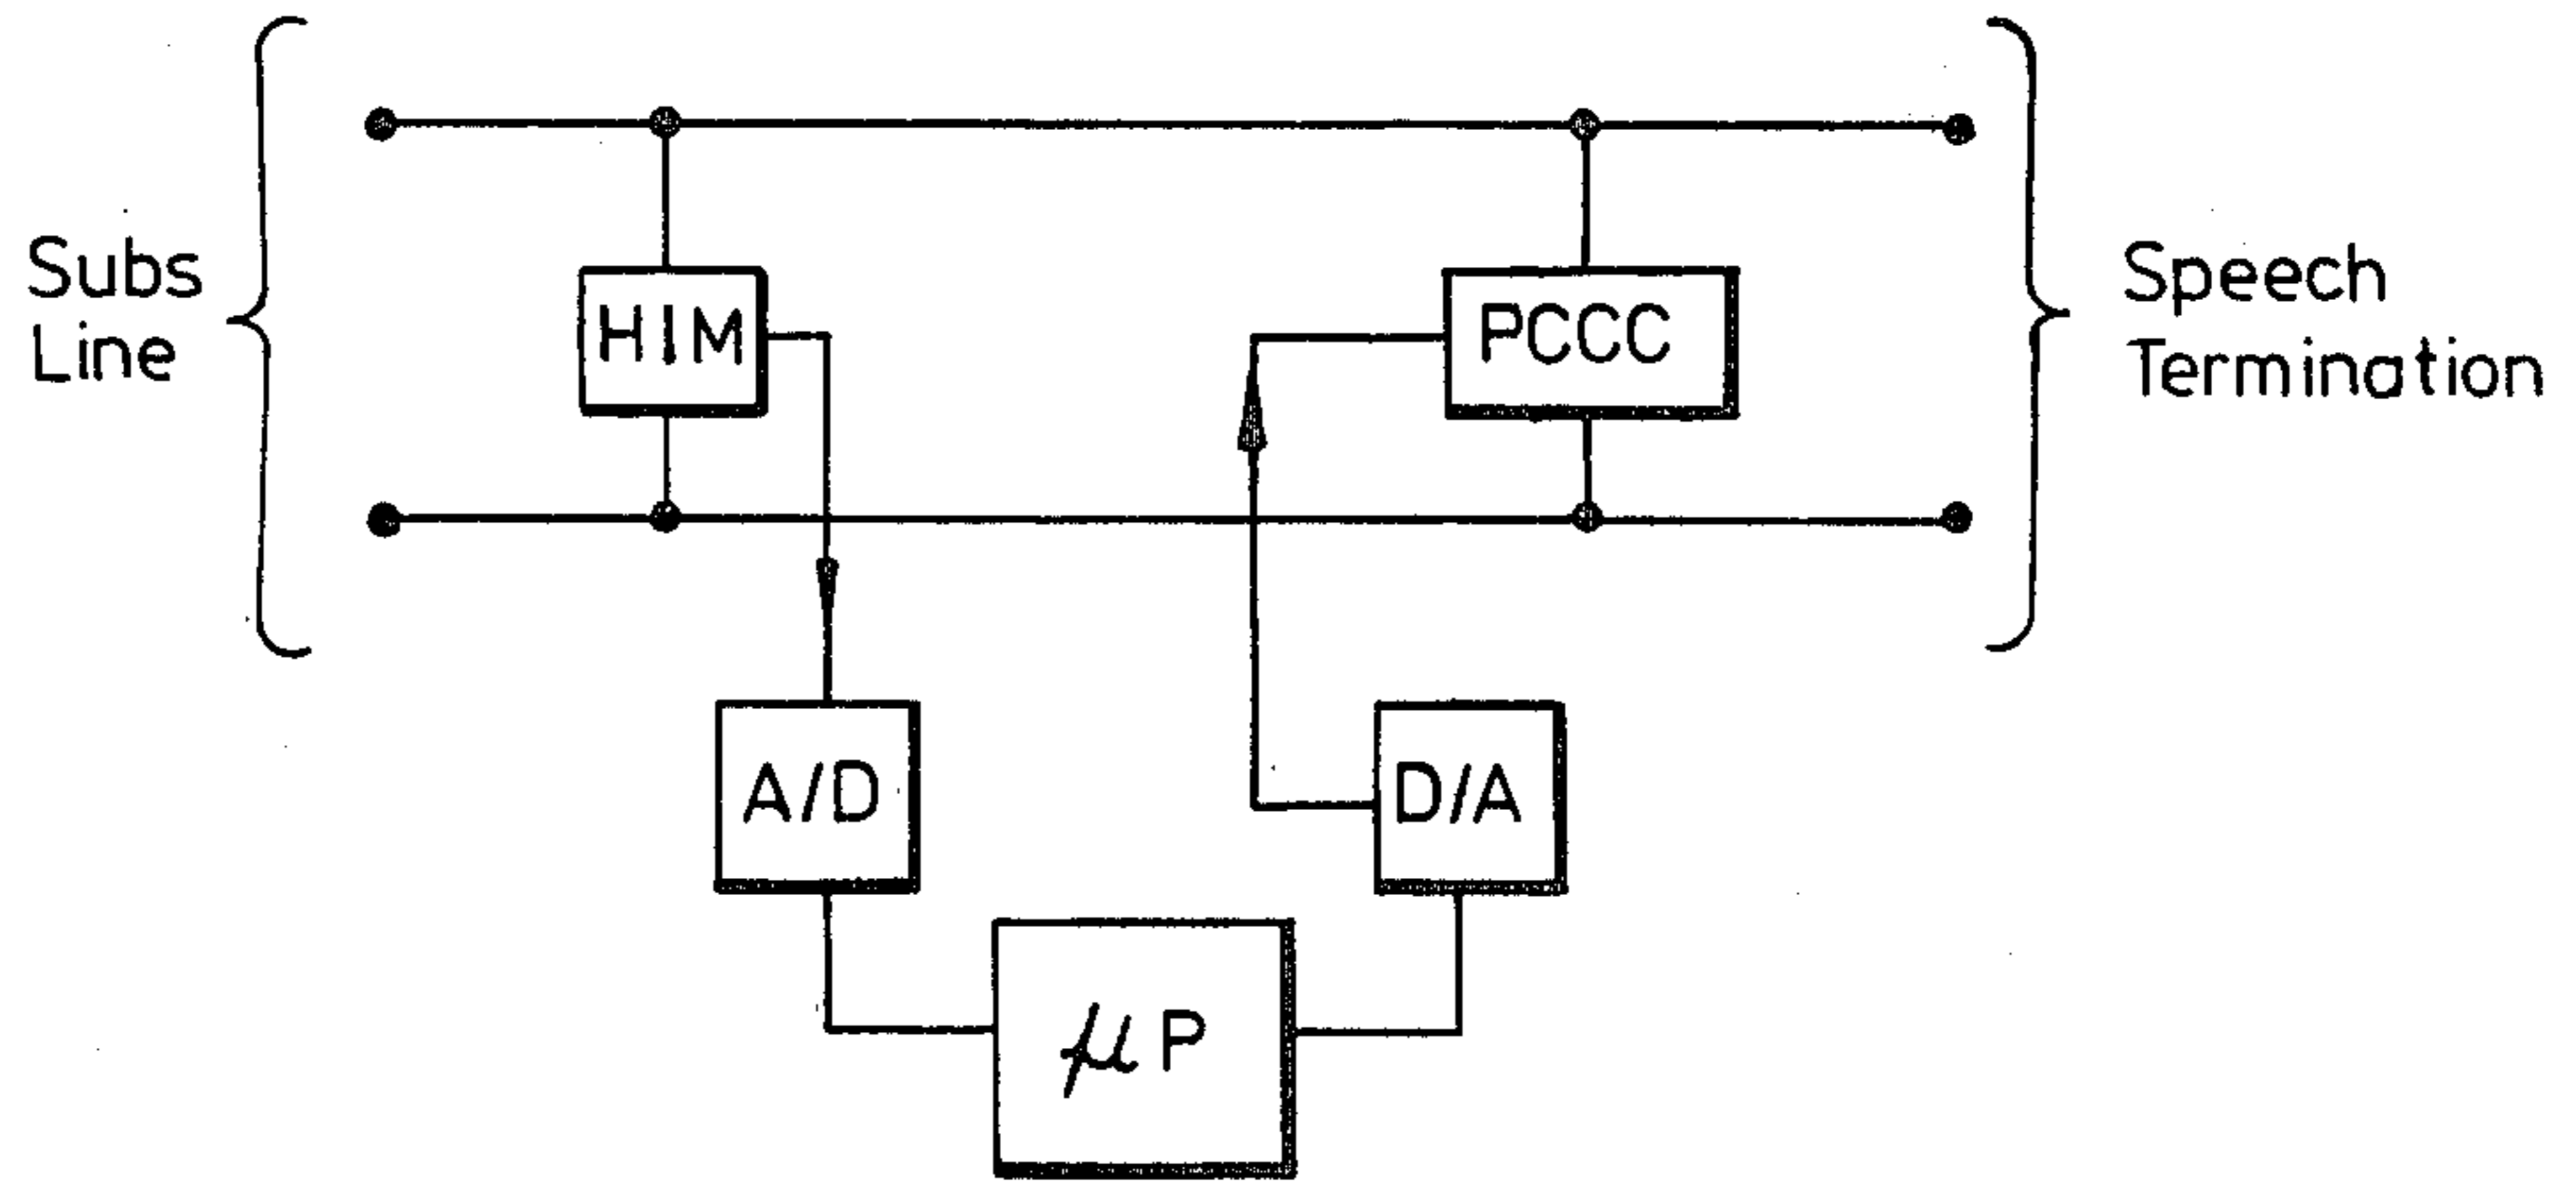 Subs
Line
HIM
PCCC
Speech
Termination
A/D
D/A
μP